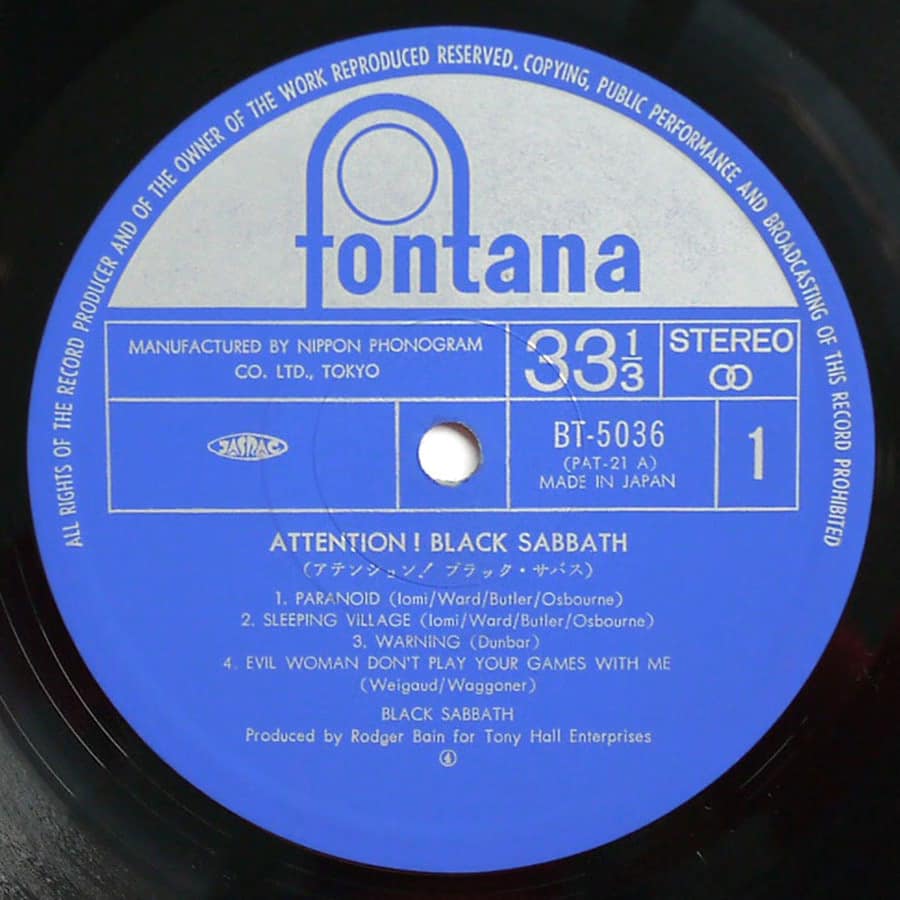 ALL RIGHTS OF THE RECORD PRODUCER AND OF THE OWNER OF THE WORK REPRODUCED RESERVED. COPYING, PUBLIC PERFORMANCE AND BROADCASTING OF THIS RECORD PROHIBITED
fontana
MANUFACTURED BY NIPPON PHONOGRAM
CO. LTD., TOKYO
33 1/3
STEREO
JASRAC
BT-5036
(PAT-21 A)
MADE IN JAPAN
1
ATTENTION! BLACK SABBATH
(アテンション! ブラック・サバス)
1. PARANOID (Iomi/Ward/Butler/Osbourne)
2. SLEEPING VILLAGE (Iomi/Ward/Butler/Osbourne)
3. WARNING (Dunbar)
4. EVIL WOMAN DON'T PLAY YOUR GAMES WITH ME
(Weigaud/Waggoner)
BLACK SABBATH
Produced by Rodger Bain for Tony Hall Enterprises
④